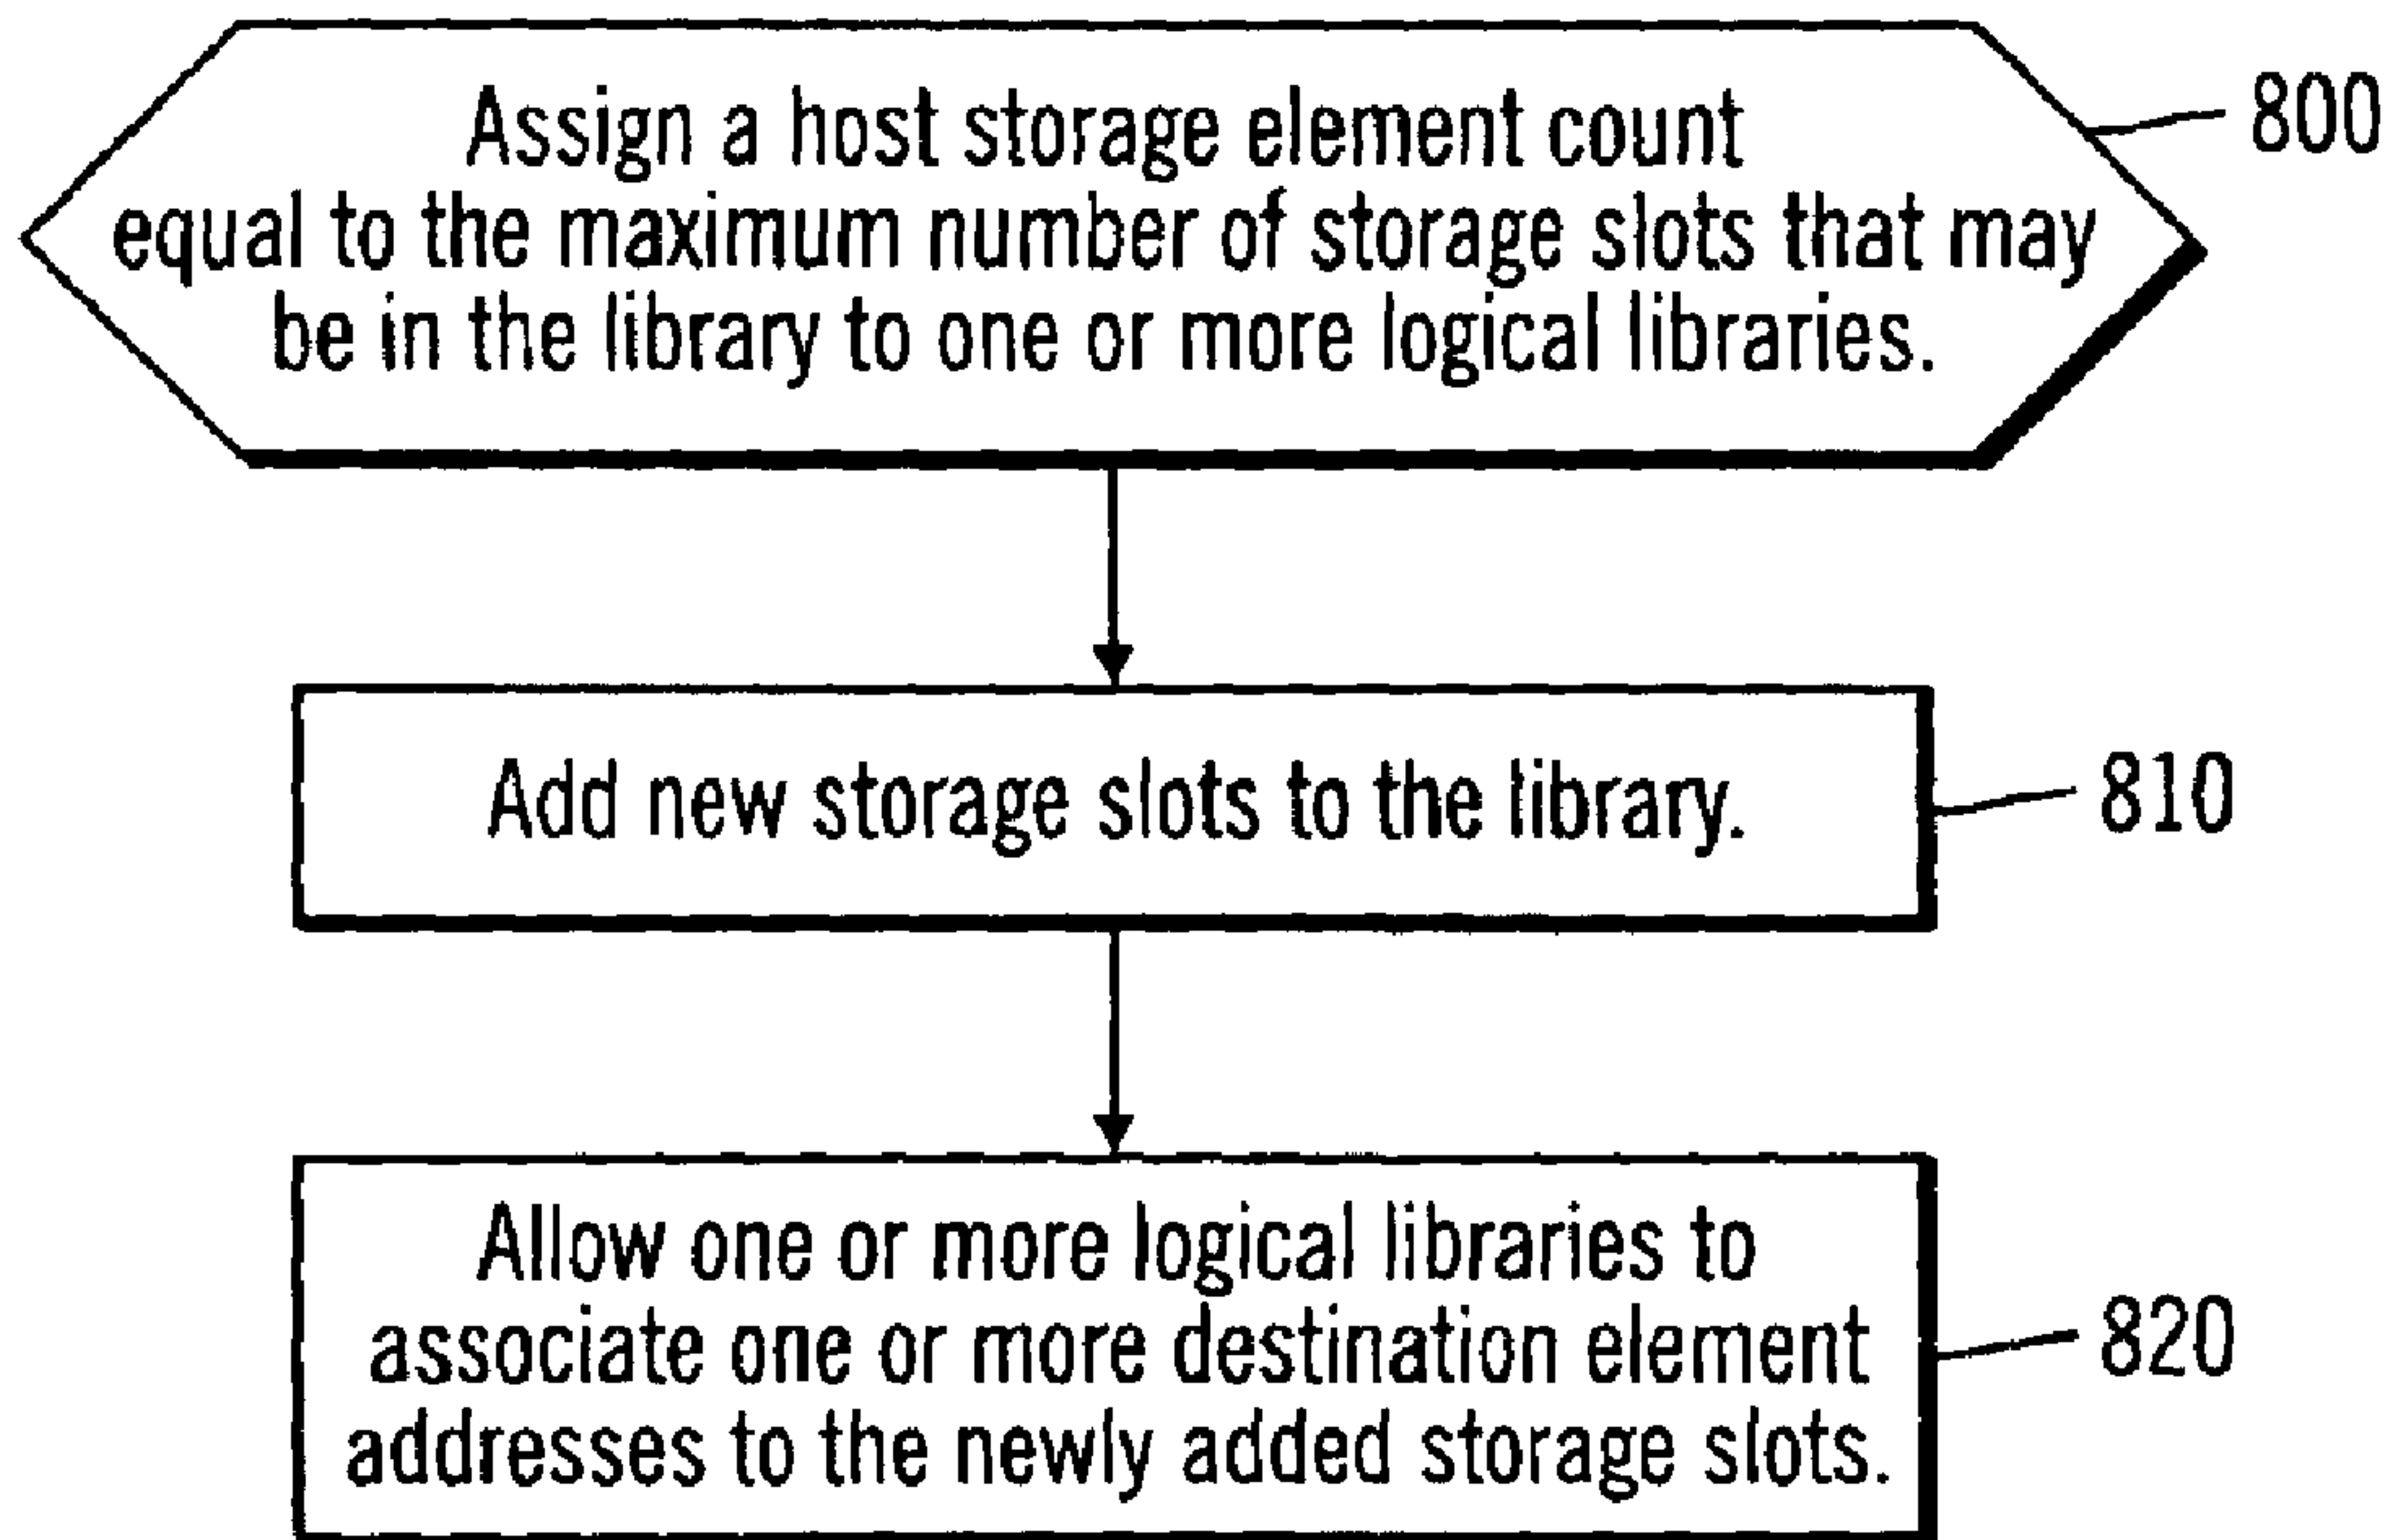 Assign a host storage element count
800
equal to the maximum number of storage slots that may
be in the library to one or more logical libraries.
Add new storage slots to the library.
810
Allow one or more logical libraries to
associate one or more destination element
820
addresses to the newly added storage slots.